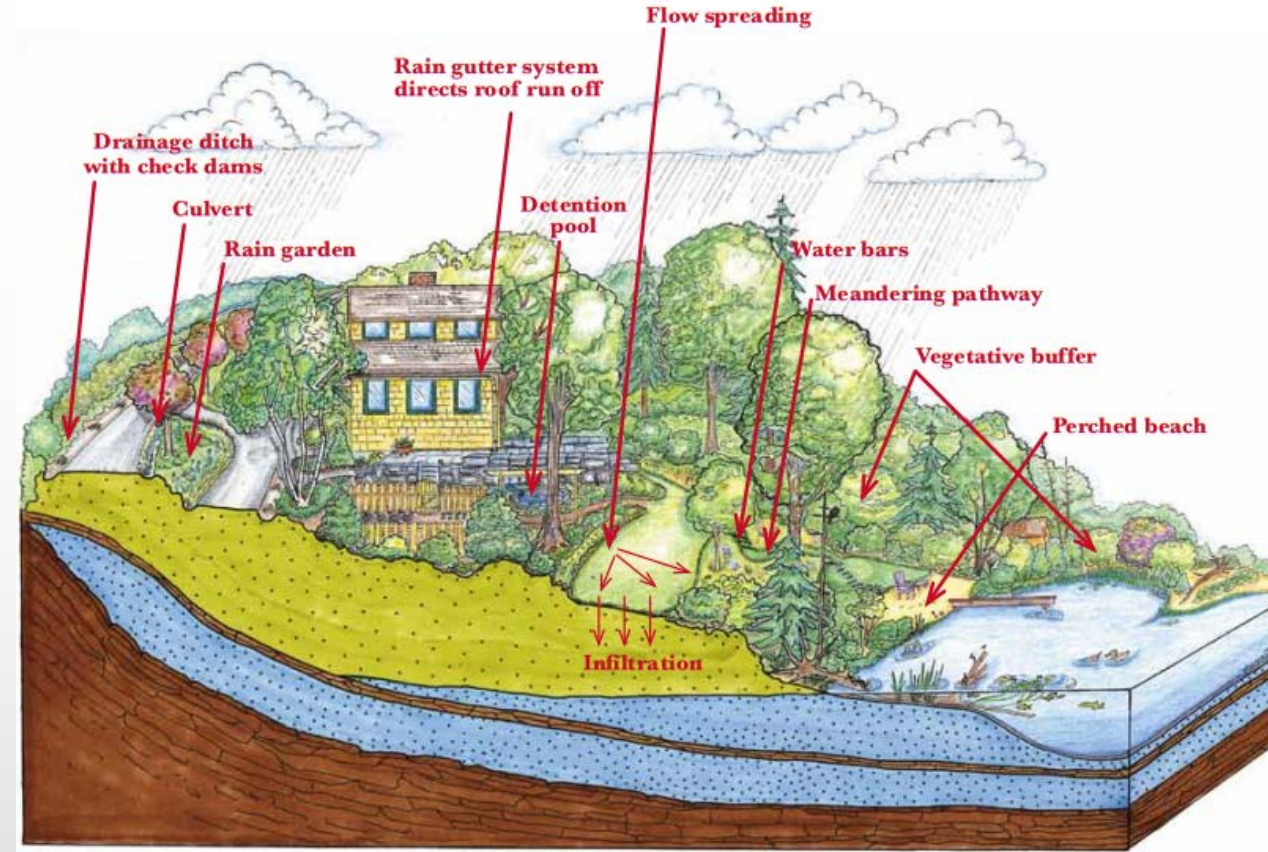 Flow spreading
Rain gutter system
directs roof run off
Drainage ditch
with check dams
Culvert
Rain garden
Detention
pool
Water bars
Meandering pathway
Vegetative buffer
Perched beach
Infiltration